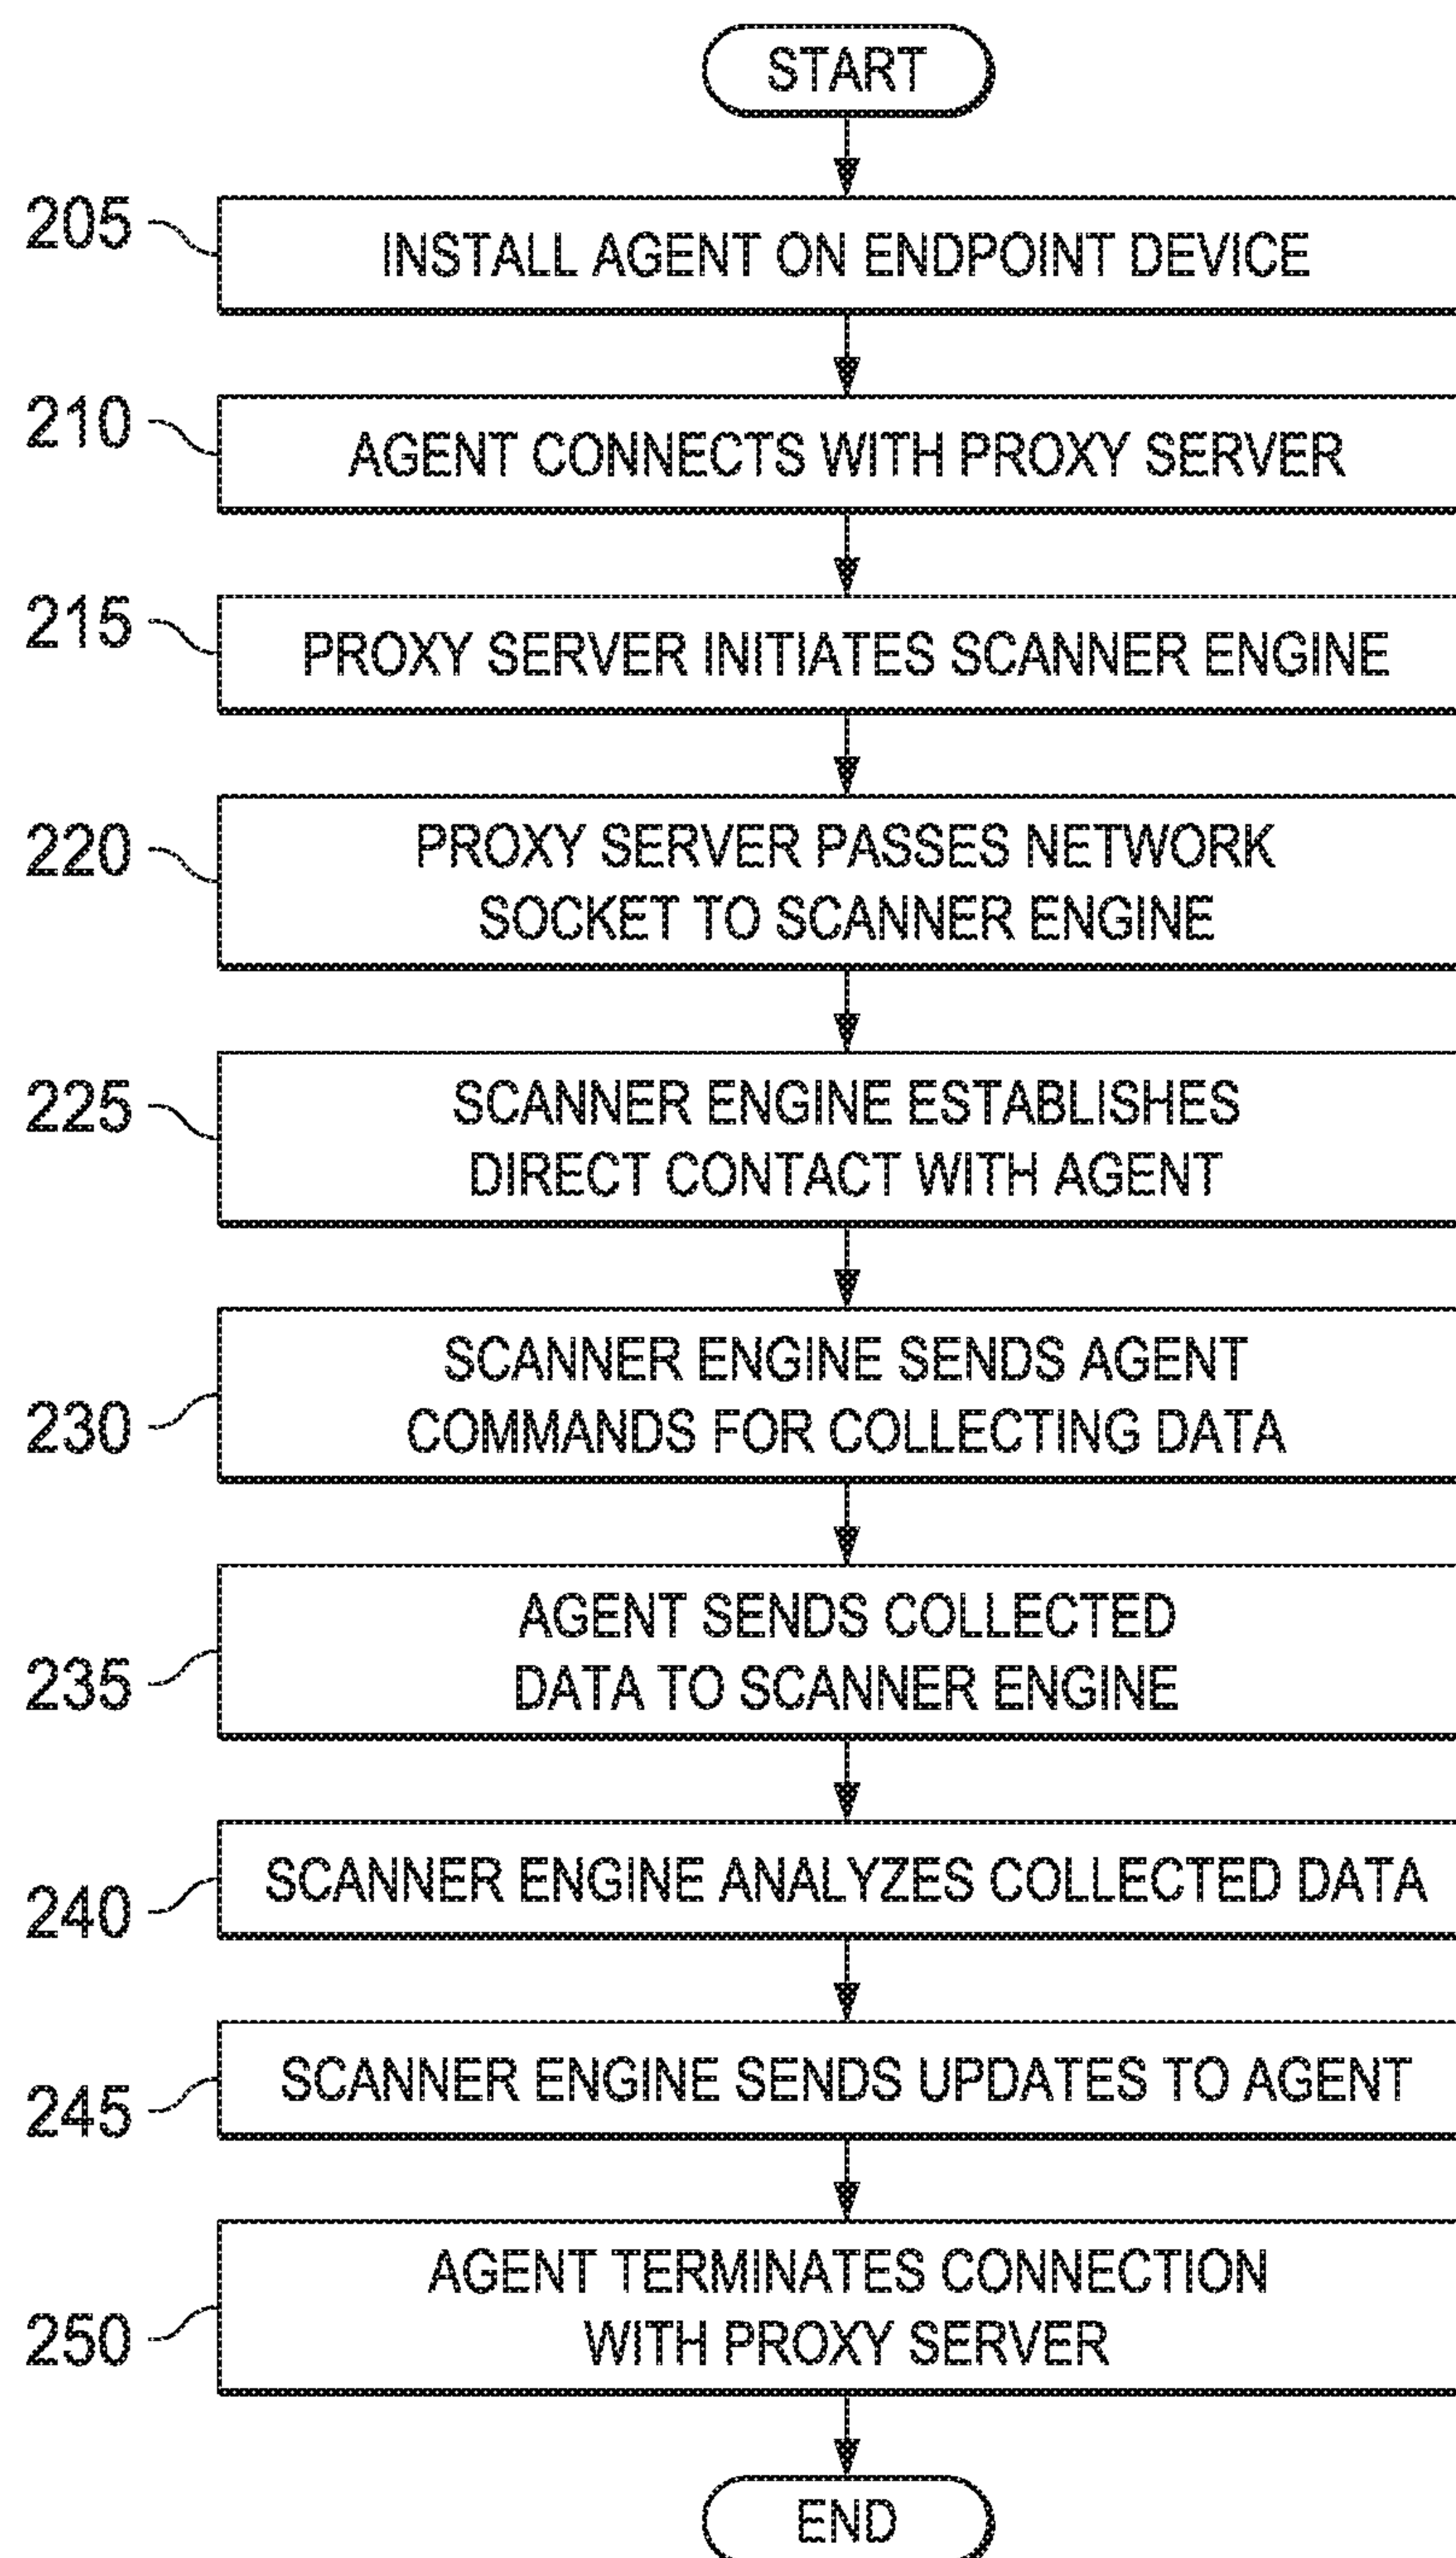 START
205
INSTALL AGENT ON ENDPOINT DEVICE
210
AGENT CONNECTS WITH PROXY SERVER
215
PROXY SERVER INITIATES SCANNER ENGINE
220
PROXY SERVER PASSES NETWORK
SOCKET TO SCANNER ENGINE
225
SCANNER ENGINE ESTABLISHES
DIRECT CONTACT WITH AGENT
230
SCANNER ENGINE SENDS AGENT
COMMANDS FOR COLLECTING DATA
235
AGENT SENDS COLLECTED
DATA TO SCANNER ENGINE
240
SCANNER ENGINE ANALYZES COLLECTED DATA
245
SCANNER ENGINE SENDS UPDATES TO AGENT
250
AGENT TERMINATES CONNECTION
WITH PROXY SERVER
END